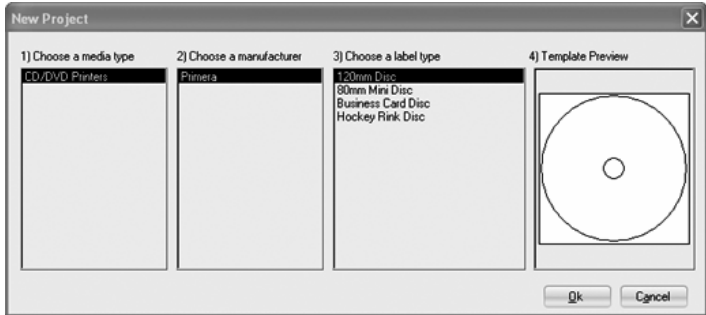 New Project
1) Choose a media type
2) Choose a manufacturer
3) Choose a label type
4) Template Preview
CD/DVD Printers
Primera
120mm Disc
80mm Mini Disc
Business Card Disc
Hockey Rink Disc
Ok
Cancel